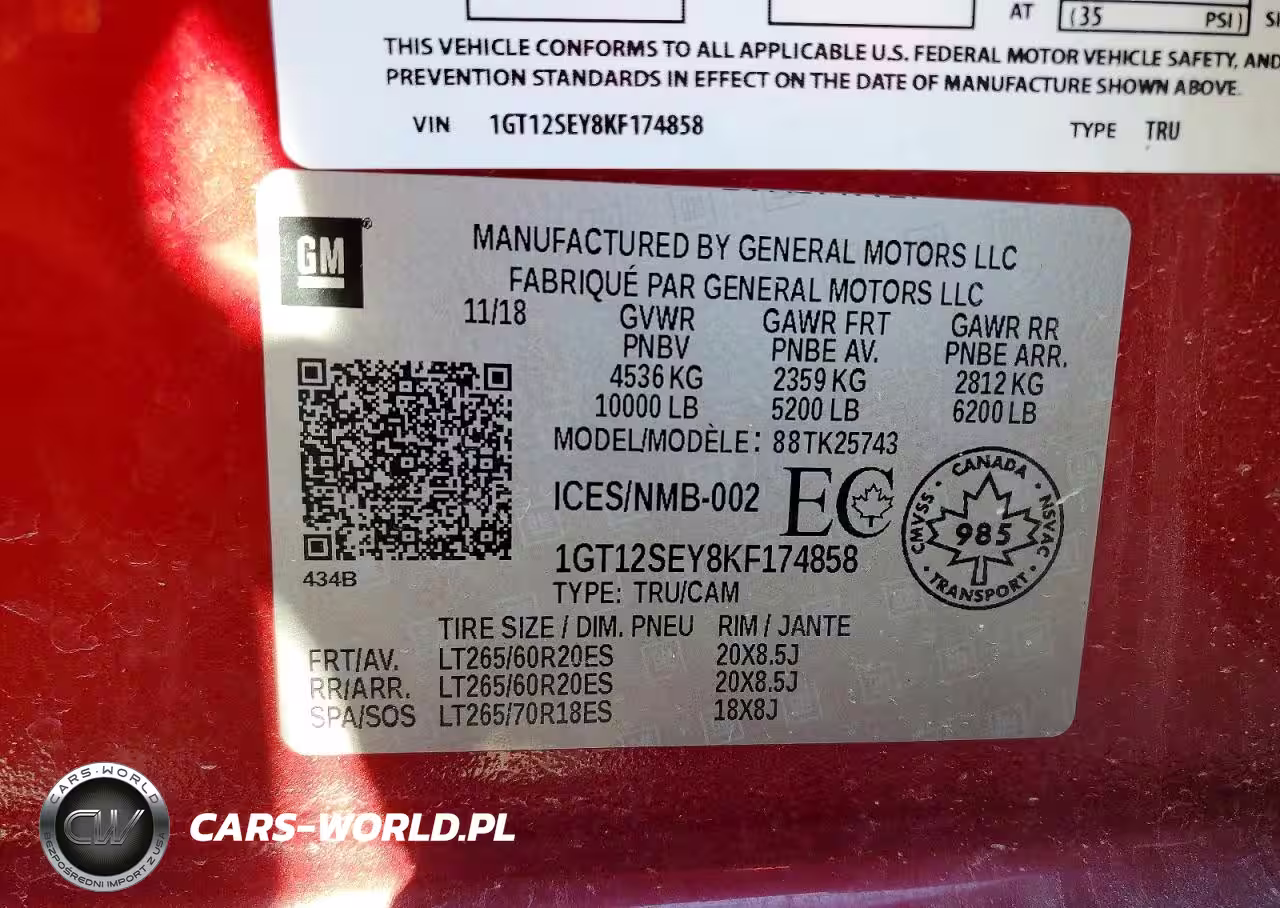 AT (35 PSI)
THIS VEHICLE CONFORMS TO ALL APPLICABLE U.S. FEDERAL MOTOR VEHICLE SAFETY, AND
PREVENTION STANDARDS IN EFFECT ON THE DATE OF MANUFACTURE SHOWN ABOVE.
VIN 1GT12SEY8KF174858 TYPE TRU
GM®
MANUFACTURED BY GENERAL MOTORS LLC
FABRIQUÉ PAR GENERAL MOTORS LLC
11/18 GVWR GAWR FRT GAWR RR
PNBV PNBE AV. PNBE ARR.
4536 KG 2359 KG 2812 KG
10000 LB 5200 LB 6200 LB
MODEL/MODÈLE: 88TK25743
ICES/NMB-002 EC
CANADA
CMVSS 985 NSVAC
TRANSPORT
1GT12SEY8KF174858
434B
TYPE: TRU/CAM
TIRE SIZE / DIM. PNEU RIM / JANTE
FRT/AV. LT265/60R20ES 20X8.5J
RR/ARR. LT265/60R20ES 20X8.5J
SPA/SOS LT265/70R18ES 18X8J
CARS-WORLD
CW
BEZPOŚREDNI IMPORT Z USA
CARS-WORLD.PL